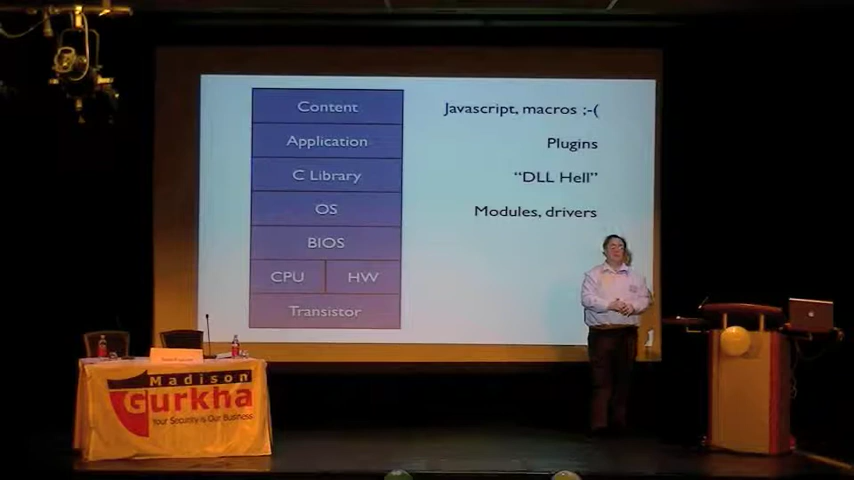 Content
Javascript, macros ;-(
Application
Plugins
C Library
“DLL Hell”
OS
Modules, drivers
BIOS
CPU HW
Transistor
Madison
Gurkha
Your Security is Our Business